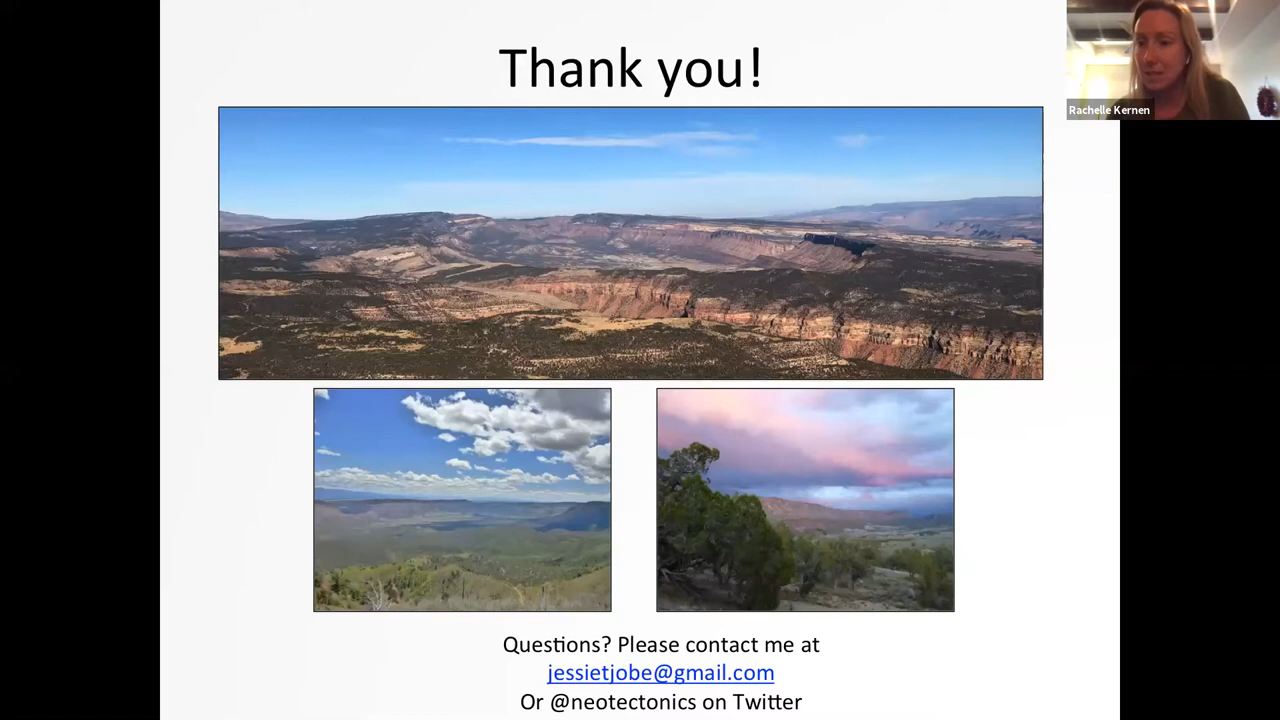 Thank you!
Rachelle Kernen
Questions? Please contact me at
jessietjobe@gmail.com
Or @neotectonics on Twitter